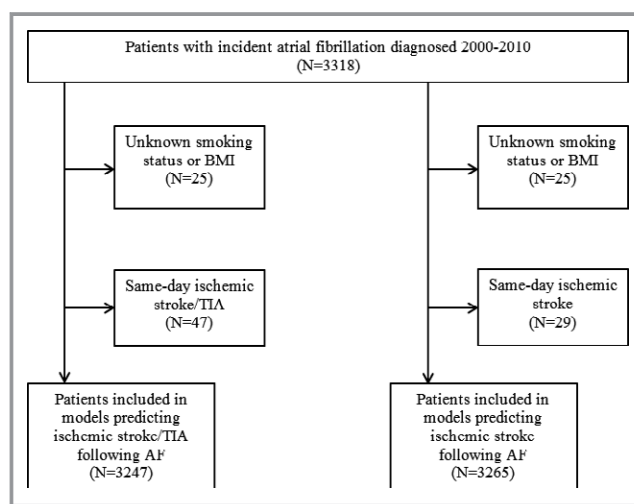 Patients with incident atrial fibrillation diagnosed 2000-2010
(N=3318)
Unknown smoking
status or BMI
(N=25)
Unknown smoking
status or BMI
(N=25)
Same-day ischemic
stroke/TIA
(N=47)
Same-day ischemic
stroke
(N=29)
Patients included in
models predicting
ischemic stroke/TIA
following AF
(N=3247)
Patients included in
models predicting
ischemic stroke
following AF
(N=3265)